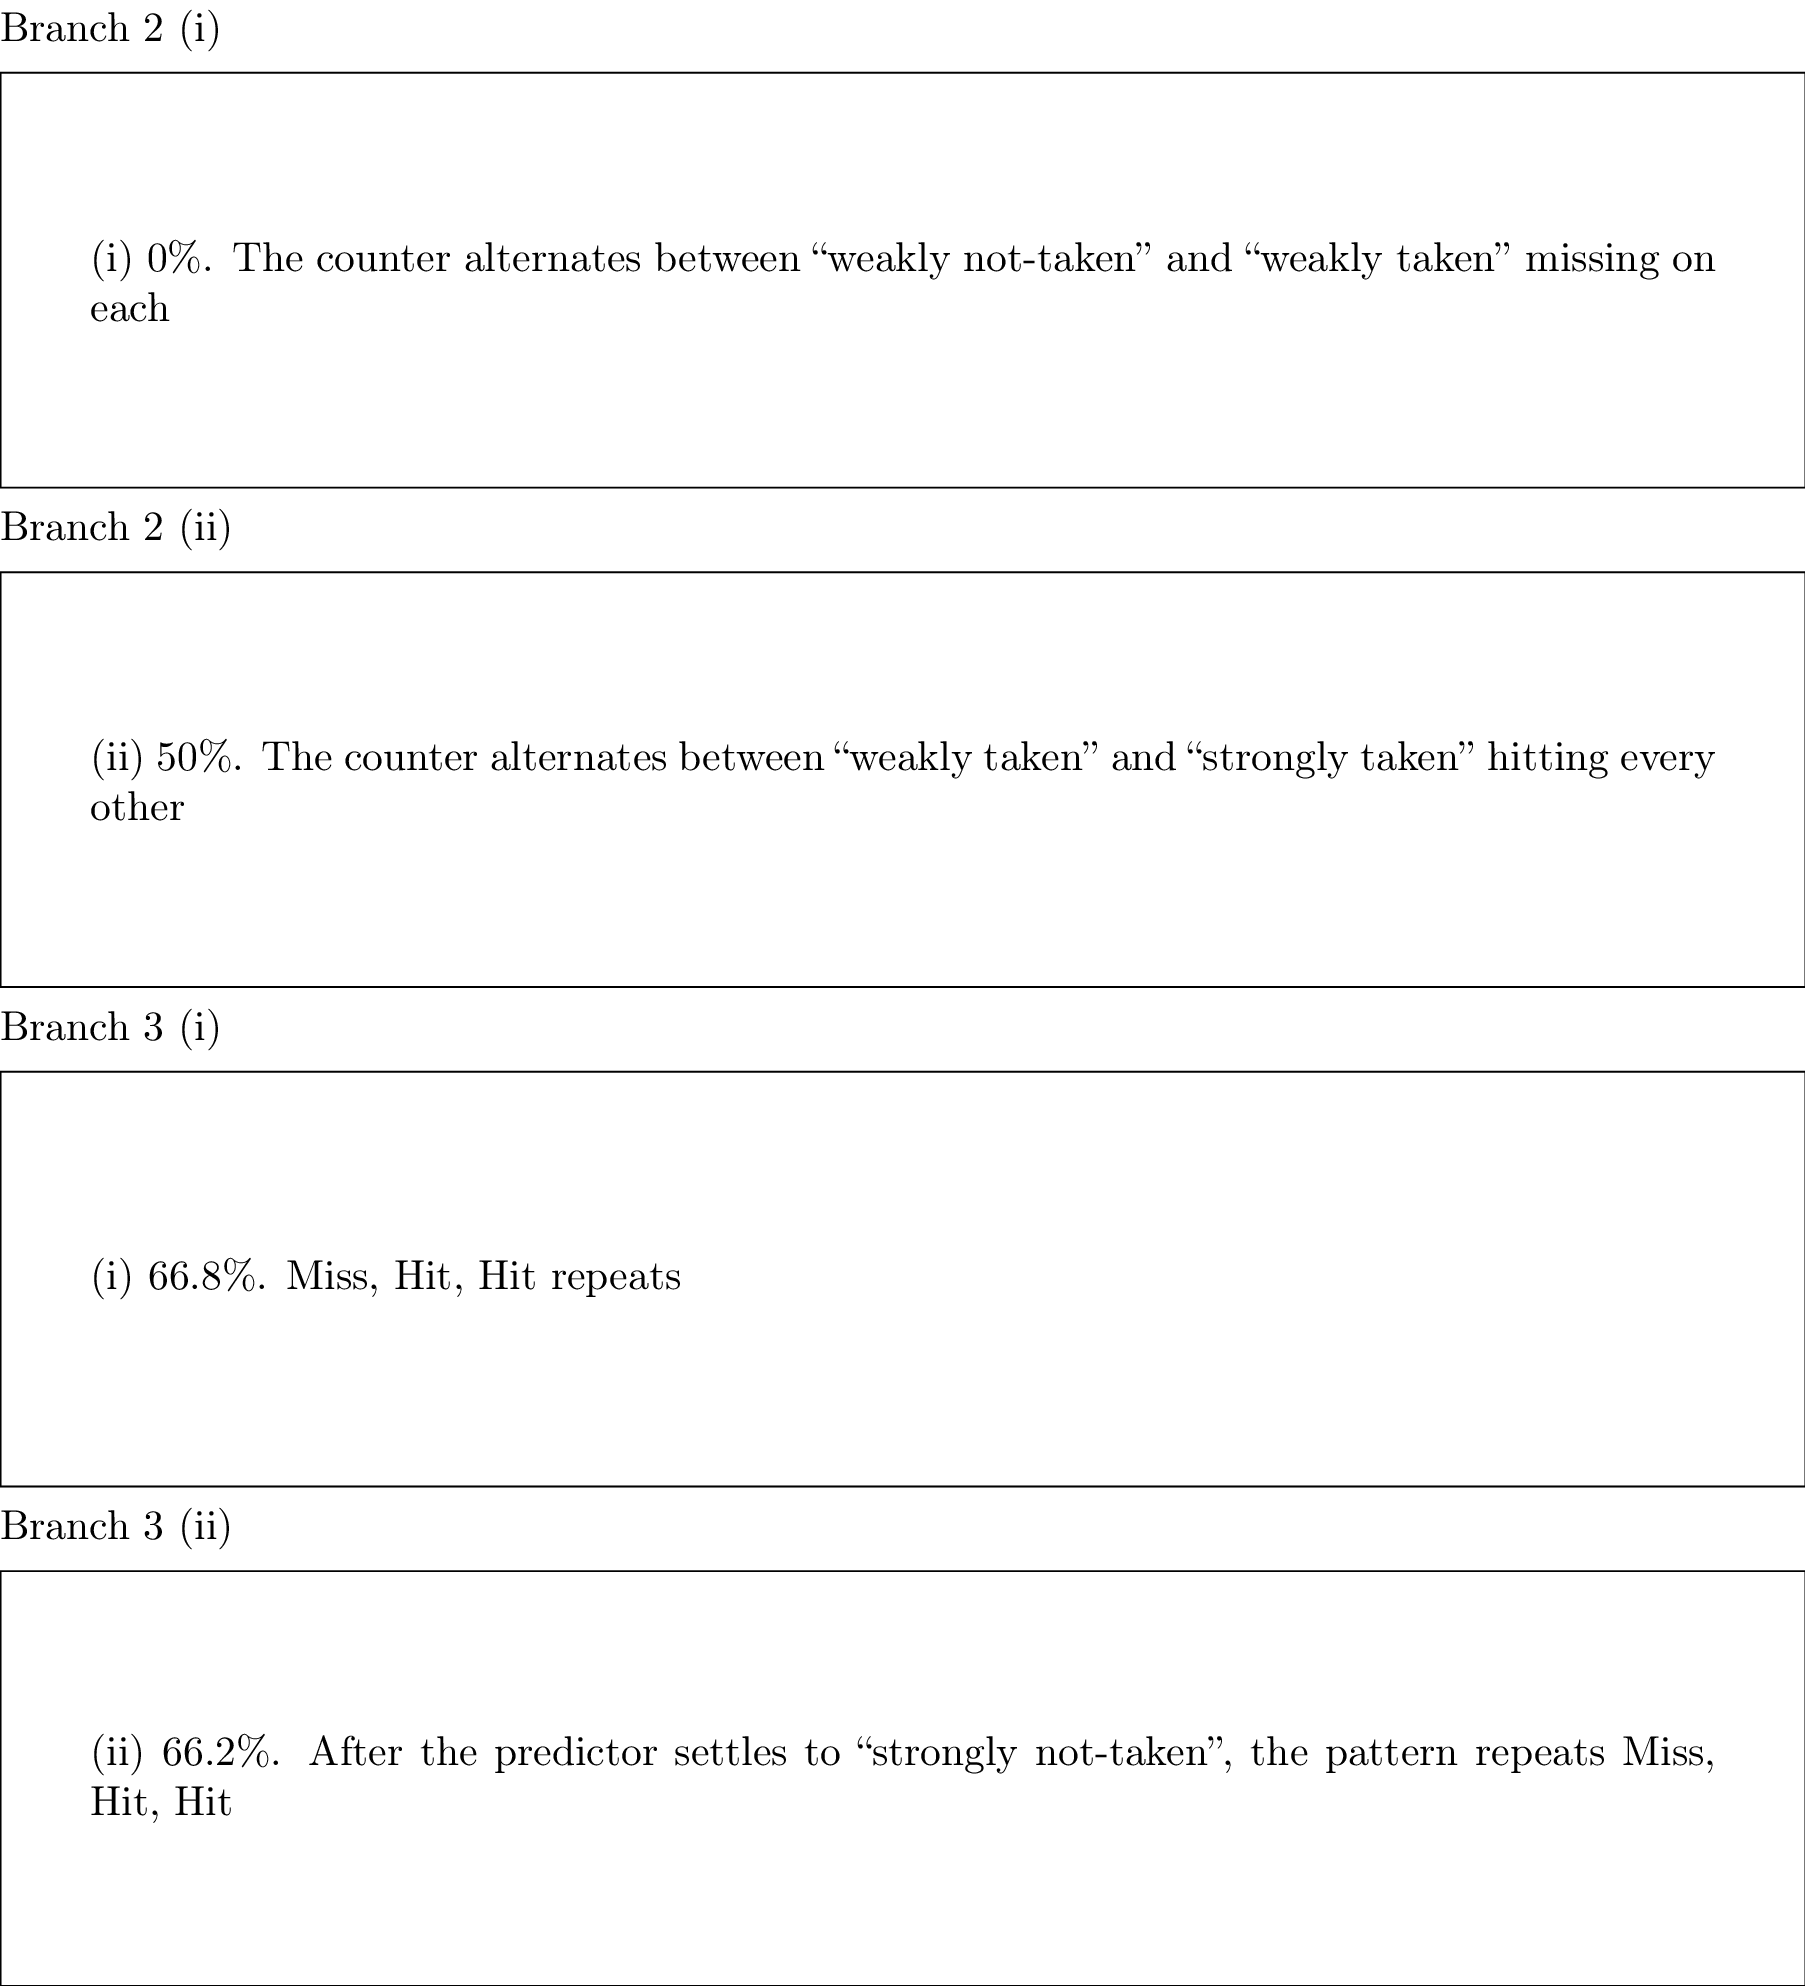 Branch 2 (i)
(i) 0%. The counter alternates between “weakly not-taken” and “weakly taken” missing on
each
Branch 2 (ii)
(ii) 50%. The counter alternates between “weakly taken” and “strongly taken” hitting every
other
Branch 3 (i)
(i) 66.8%. Miss, Hit, Hit repeats
Branch 3 (ii)
(ii) 66.2%. After the predictor settles to “strongly not-taken”, the pattern repeats Miss,
Hit, Hit